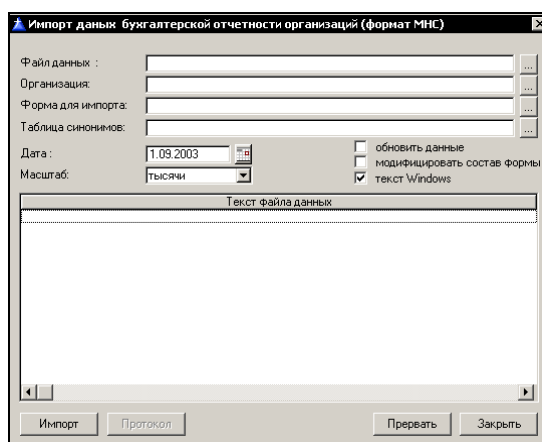 Импорт даных бухгалтерской отчетности организаций (формат МНС)
Файл данных :
...
Организация:
...
Форма для импорта:
...
Таблица синонимов:
...
Дата :
1.09.2003
обновить данные
модифицировать состав формы
Масштаб:
тысячи
текст Windows
Текст файла данных
Импорт
Протокол
Прервать
Закрыть